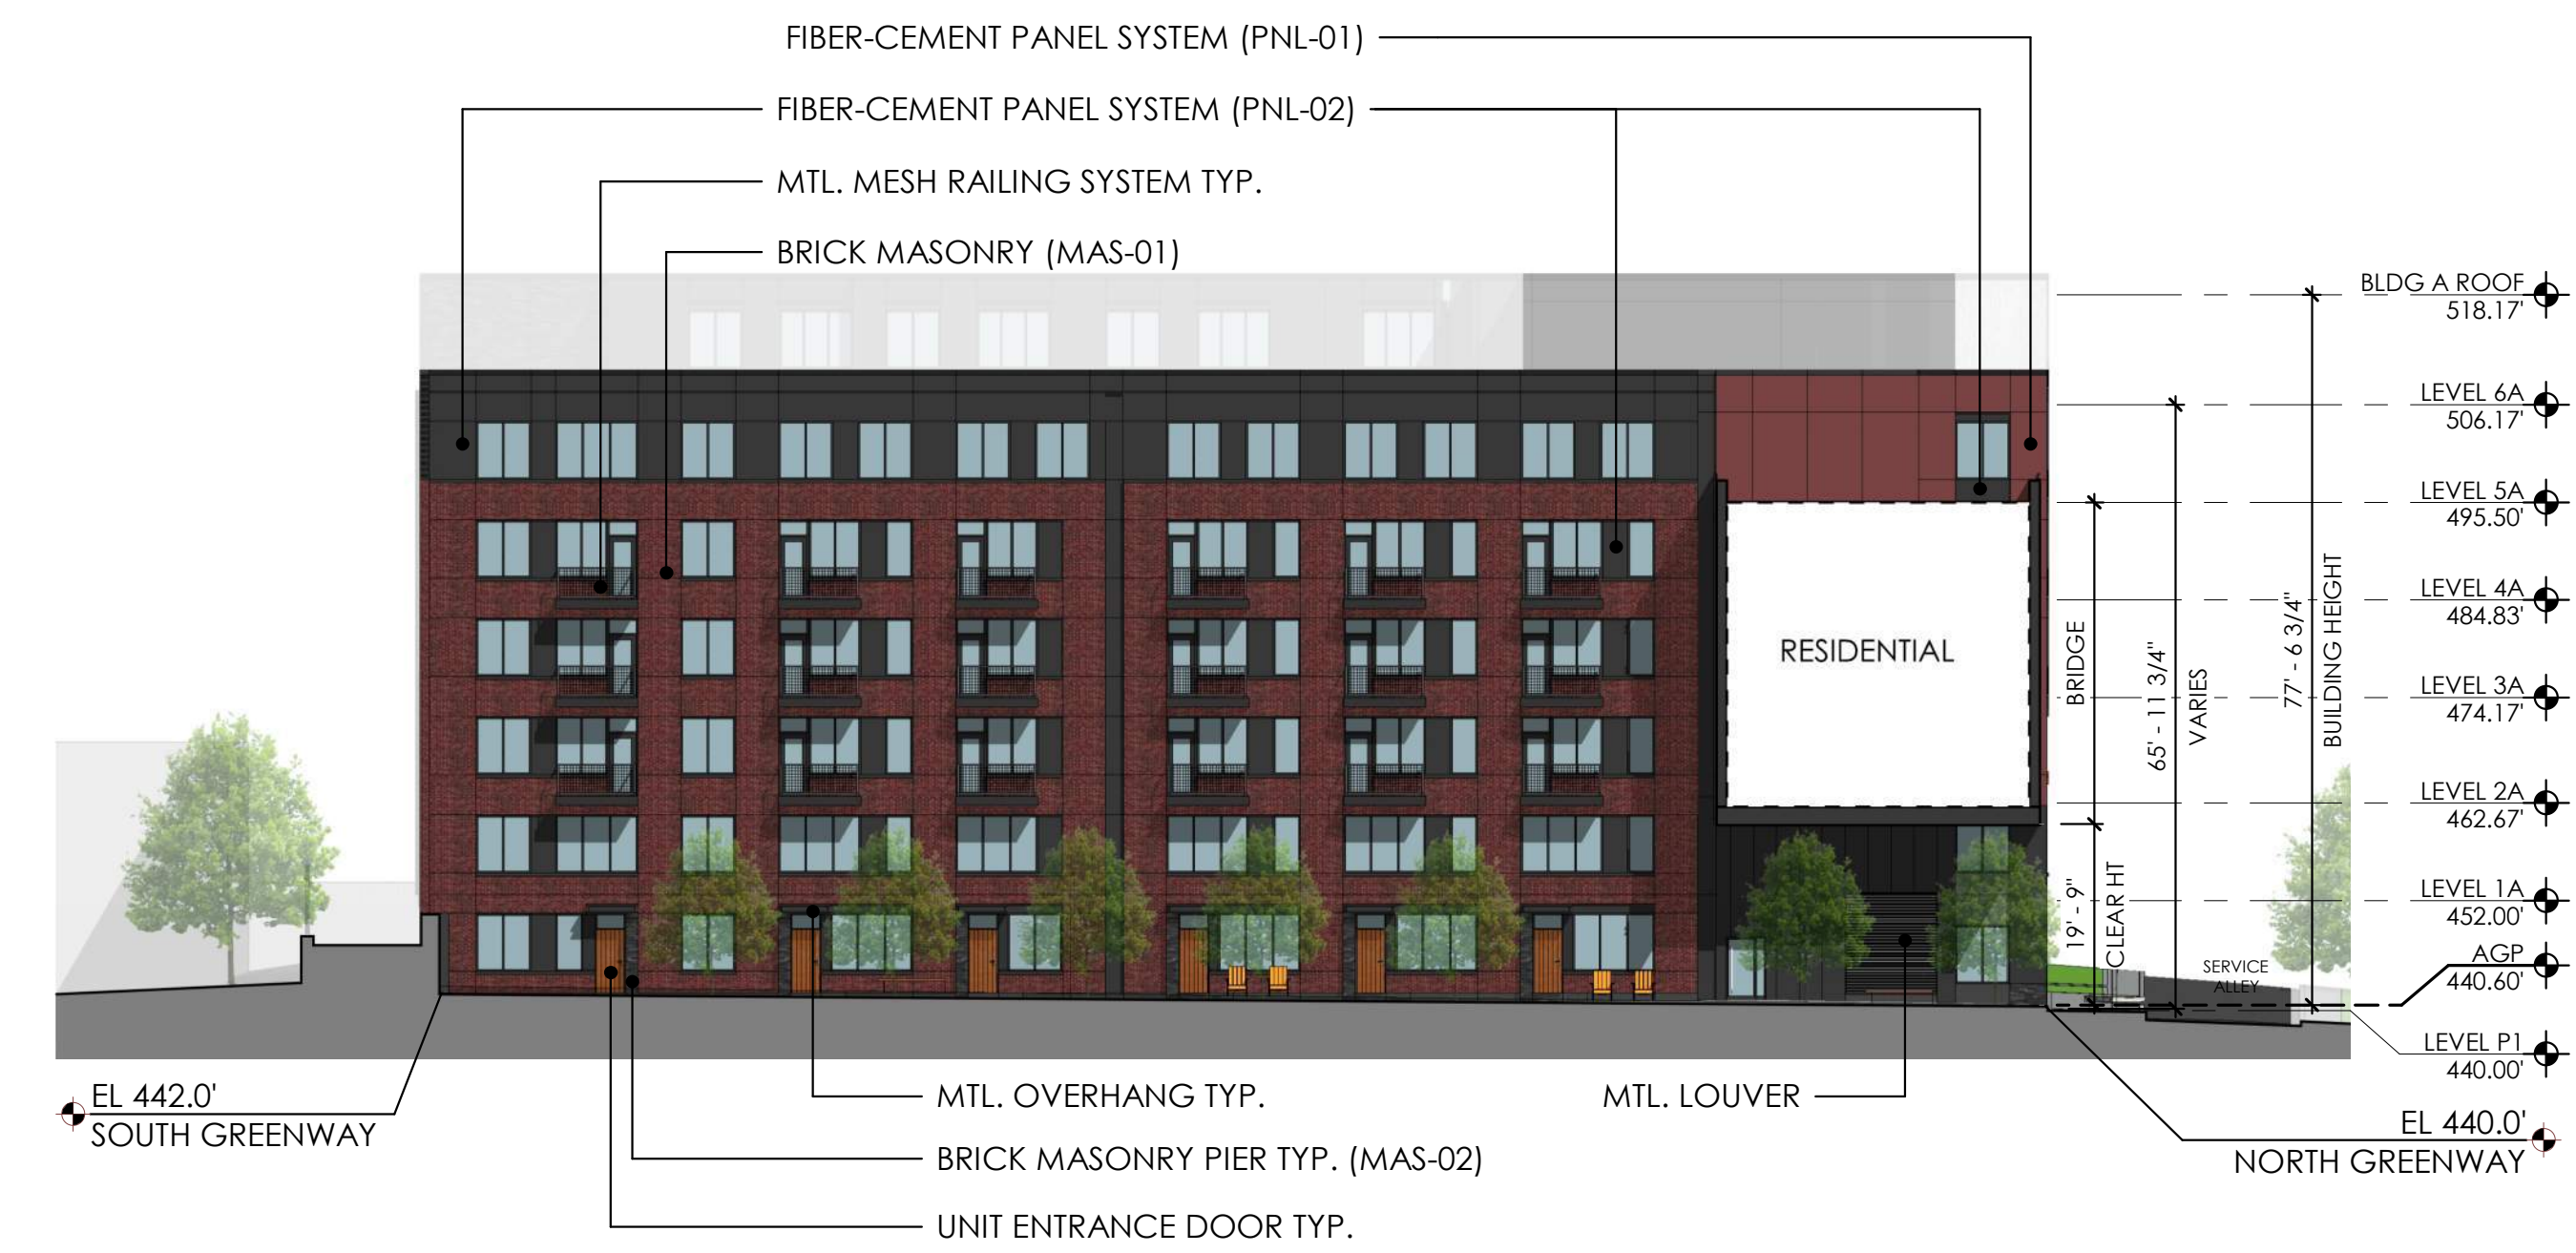 FIBER-CEMENT PANEL SYSTEM (PNL-01)
FIBER-CEMENT PANEL SYSTEM (PNL-02)
MTL. MESH RAILING SYSTEM TYP.
BRICK MASONRY (MAS-01)
BLDG A ROOF
518.17'
LEVEL 6A
506.17'
LEVEL 5A
495.50'
LEVEL 4A
484.83'
LEVEL 3A
474.17'
LEVEL 2A
462.67'
LEVEL 1A
452.00'
AGP
440.60'
LEVEL P1
440.00'
RESIDENTIAL
BRIDGE
19' - 9"
CLEAR HT
65' - 11 3/4"
VARIES
77' - 6 3/4"
BUILDING HEIGHT
SERVICE
ALLEY
EL 442.0'
SOUTH GREENWAY
MTL. OVERHANG TYP.
BRICK MASONRY PIER TYP. (MAS-02)
UNIT ENTRANCE DOOR TYP.
MTL. LOUVER
EL 440.0'
NORTH GREENWAY